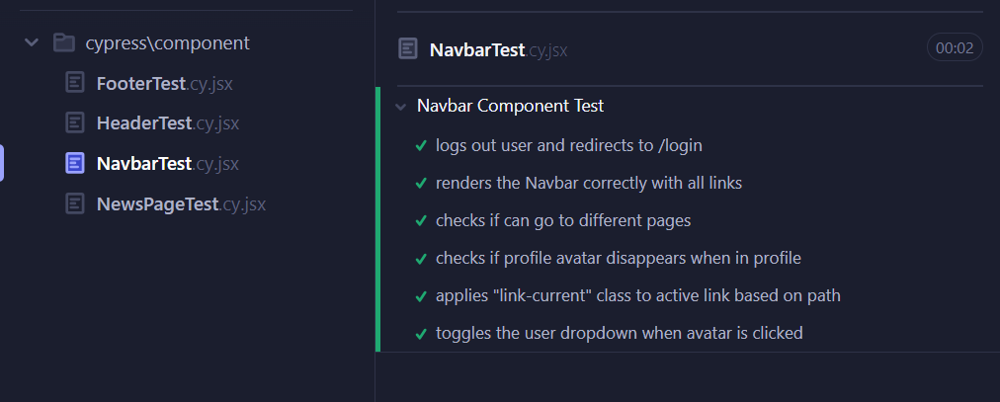 cypress\component
FooterTest.cy.jsx
HeaderTest.cy.jsx
NavbarTest.cy.jsx
NewsPageTest.cy.jsx
NavbarTest.cy.jsx
00:02
Navbar Component Test
logs out user and redirects to /login
renders the Navbar correctly with all links
checks if can go to different pages
checks if profile avatar disappears when in profile
applies "link-current" class to active link based on path
toggles the user dropdown when avatar is clicked